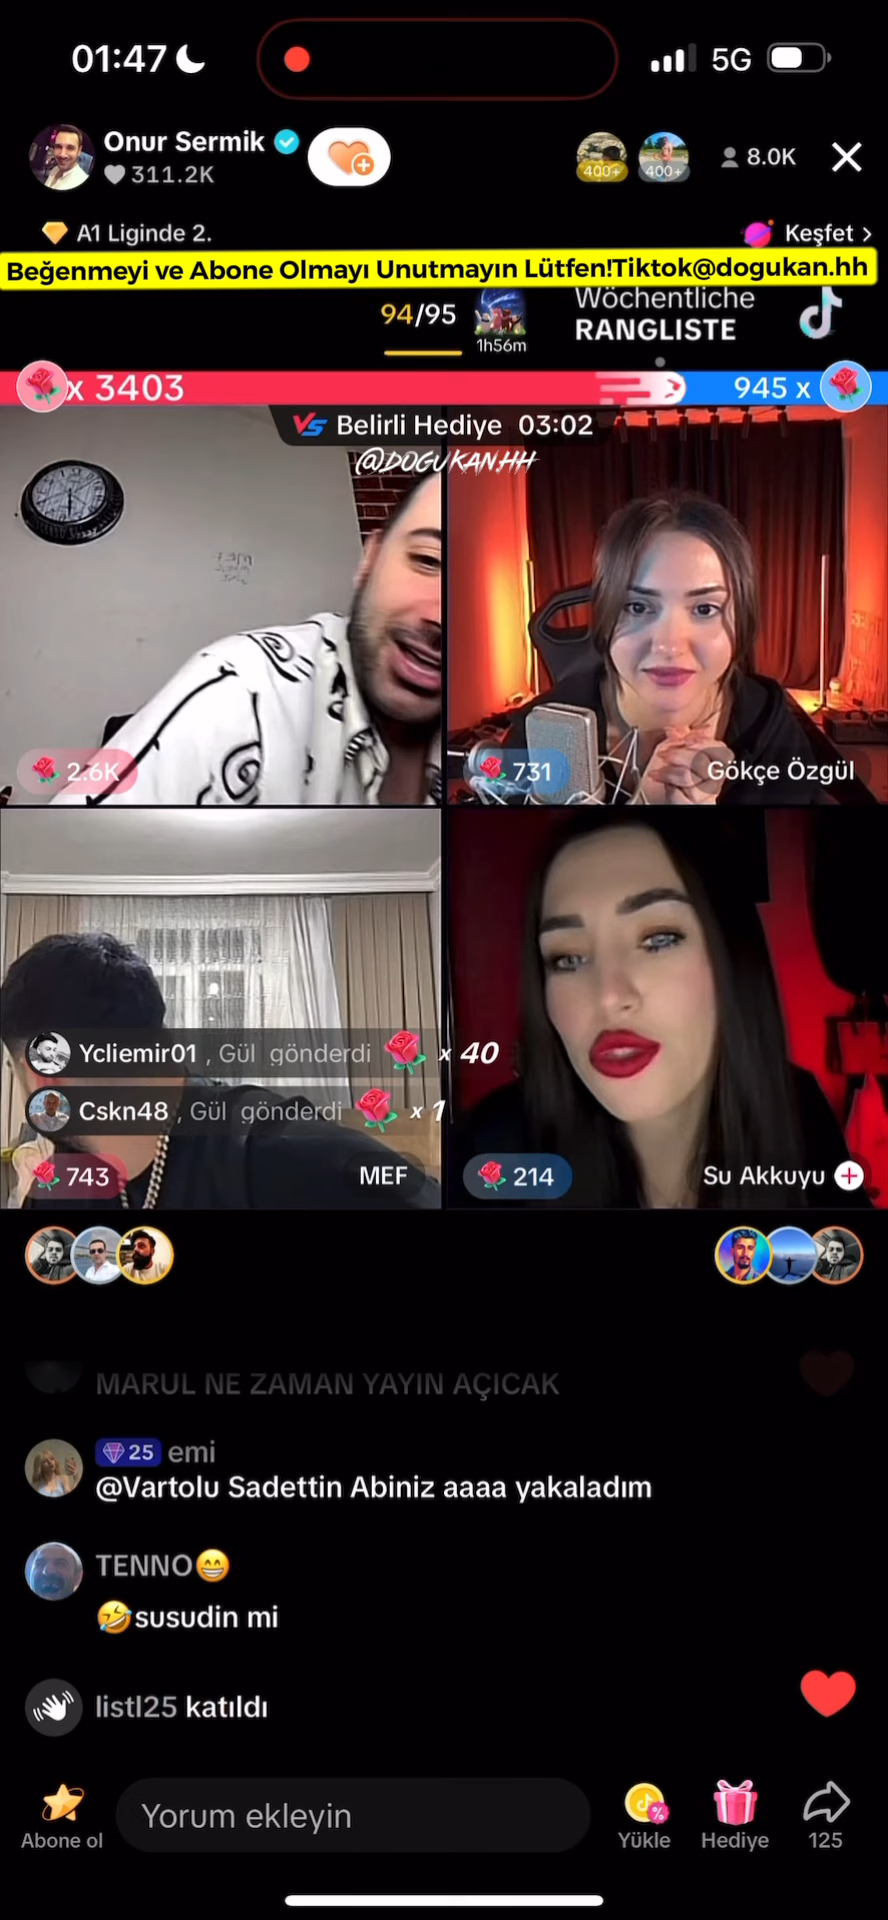 01:47
5G
Onur Sermik
311.2K
400+
400+
8.0K
A1 Liginde 2.
Keşfet >
Beğenmeyi ve Abone Olmayı Unutmayın Lütfen!Tiktok@dogukan.hh
94/95
1h56m
Wöchentliche
RANGLISTE
x 3403
945 x
VS Belirli Hediye 03:02
@DOGUKAN.HH
2.6K
731
Gökçe Özgül
Ycliemir01 , Gül gönderdi x 40
Cskn48 , Gül gönderdi x 1
743
MEF
214
Su Akkuyu
MARUL NE ZAMAN YAYIN AÇICAK
25 emi
@Vartolu Sadettin Abiniz aaaa yakaladım
TENNO😁
🤣susudin mi
listl25 katıldı
Abone ol
Yorum ekleyin
Yükle
Hediye
125